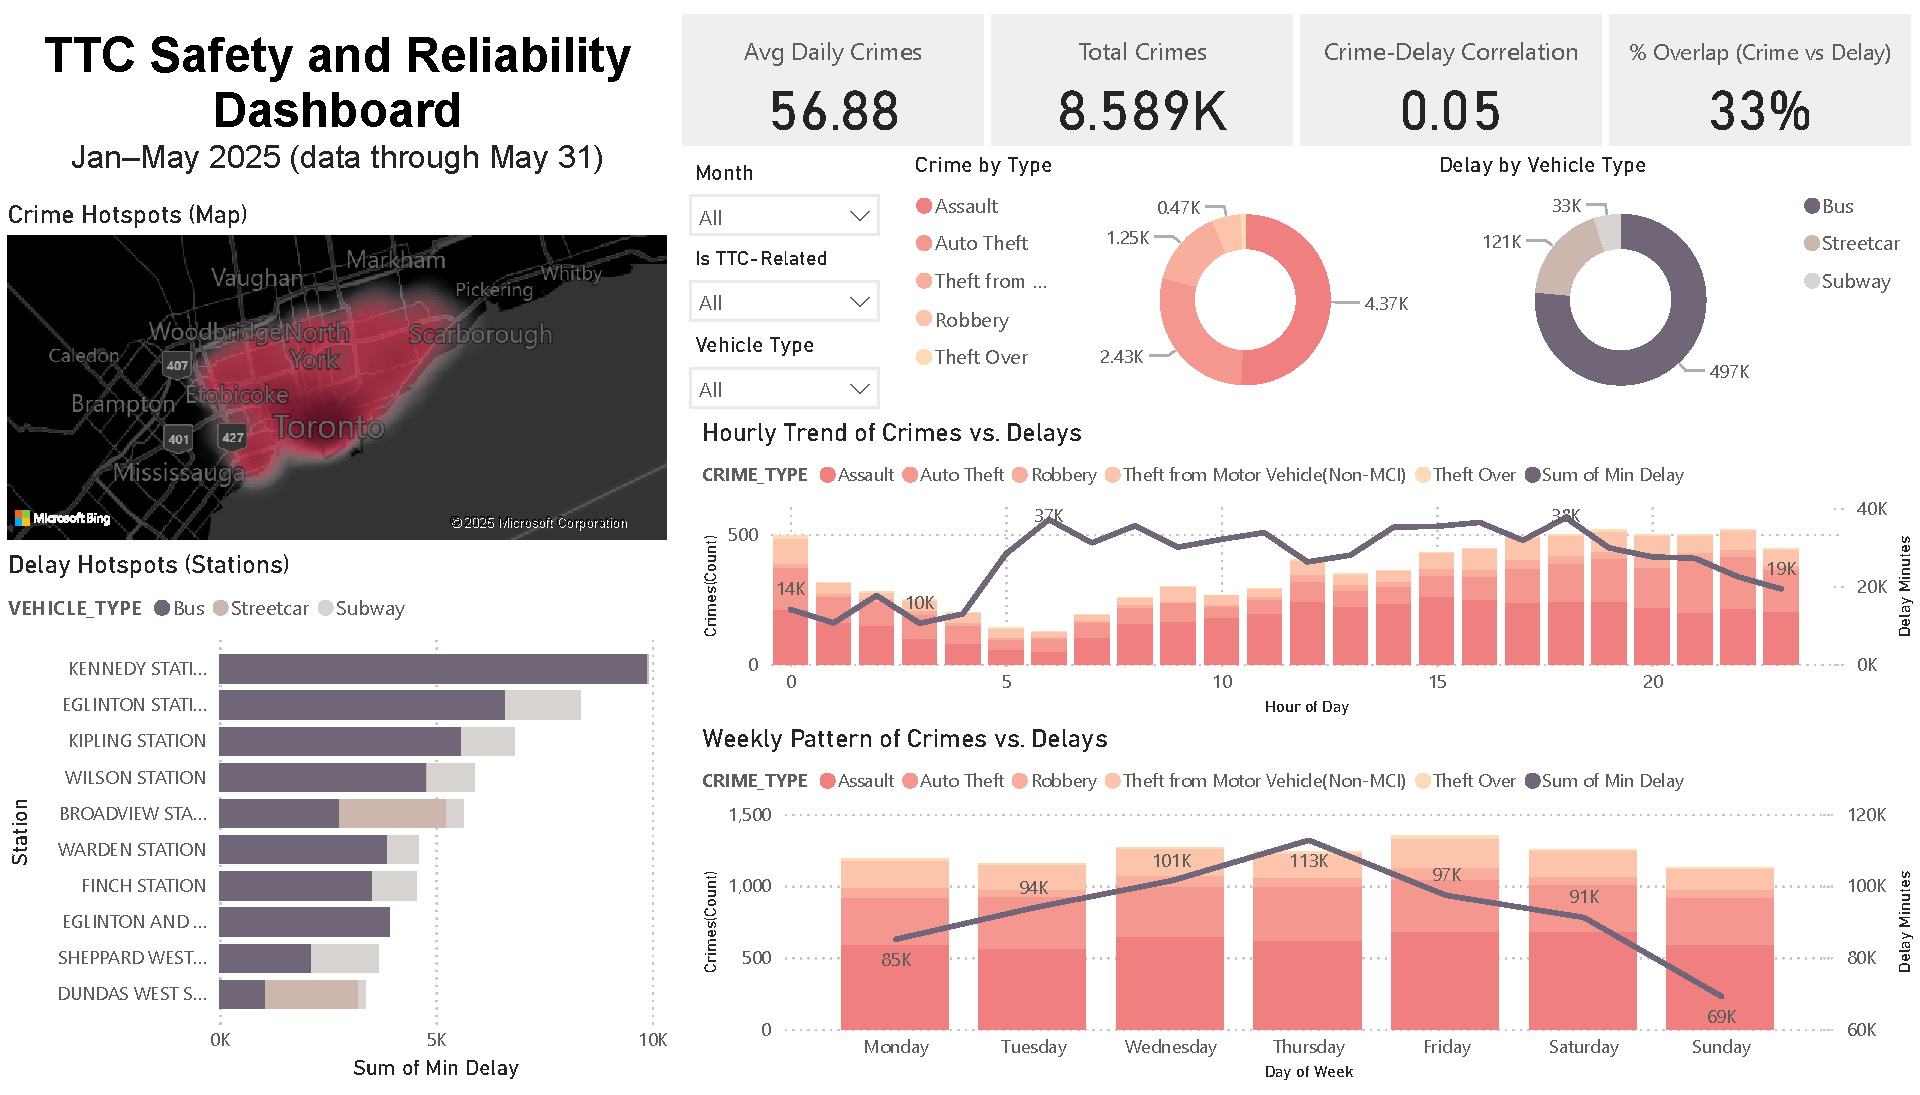 TTC Safety and Reliability
Dashboard
Jan–May 2025 (data through May 31)
Avg Daily Crimes
56.88
Total Crimes
8.589K
Crime-Delay Correlation
0.05
% Overlap (Crime vs Delay)
33%
Month
All
Is TTC-Related
All
Vehicle Type
All
Crime by Type
Assault
Auto Theft
Theft from ...
Robbery
Theft Over
0.47K
1.25K
2.43K
4.37K
Delay by Vehicle Type
33K
121K
497K
Bus
Streetcar
Subway
Crime Hotspots (Map)
Markham
Vaughan
Whitby
Pickering
Woodbridge
North
York
Scarborough
Caledon
407
Etobicoke
Brampton
Toronto
401
427
Mississauga
Microsoft Bing
© 2025 Microsoft Corporation
Delay Hotspots (Stations)
VEHICLE_TYPE Bus Streetcar Subway
Station
KENNEDY STATI...
EGLINTON STATI...
KIPLING STATION
WILSON STATION
BROADVIEW STA...
WARDEN STATION
FINCH STATION
EGLINTON AND ...
SHEPPARD WEST...
DUNDAS WEST S...
0K 5K 10K
Sum of Min Delay
Hourly Trend of Crimes vs. Delays
CRIME_TYPE Assault Auto Theft Robbery Theft from Motor Vehicle(Non-MCI) Theft Over Sum of Min Delay
Crimes(Count)
500
0
14K
10K
37K
38K
19K
40K
20K
0K
Delay Minutes
0 5 10 15 20
Hour of Day
Weekly Pattern of Crimes vs. Delays
CRIME_TYPE Assault Auto Theft Robbery Theft from Motor Vehicle(Non-MCI) Theft Over Sum of Min Delay
Crimes(Count)
1,500
1,000
500
0
85K
94K
101K
113K
97K
91K
69K
120K
100K
80K
60K
Delay Minutes
Monday Tuesday Wednesday Thursday Friday Saturday Sunday
Day of Week